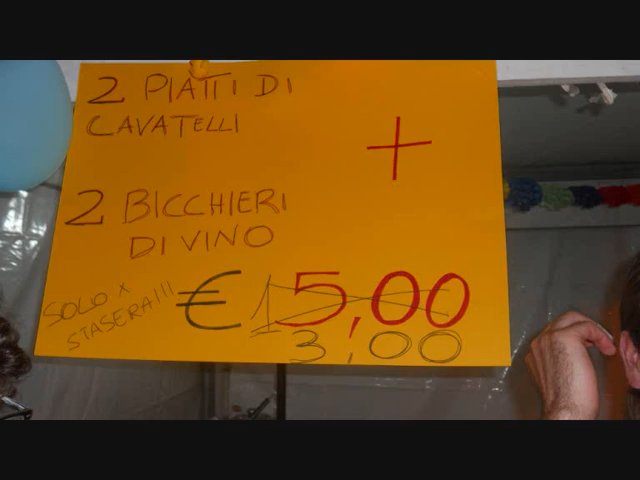 2 PIATTI DI
CAVATELLI
+
2 BICCHIERI
DI VINO
SOLO x
STASERA!!!
€ 15,00
3,00